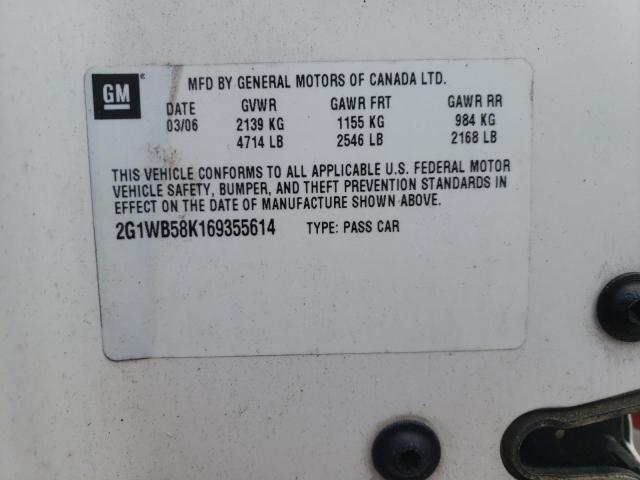 GM®
MFD BY GENERAL MOTORS OF CANADA LTD.
DATE GVWR GAWR FRT GAWR RR
03/06 2139 KG 1155 KG 984 KG
4714 LB 2546 LB 2168 LB
THIS VEHICLE CONFORMS TO ALL APPLICABLE U.S. FEDERAL MOTOR
VEHICLE SAFETY, BUMPER, AND THEFT PREVENTION STANDARDS IN
EFFECT ON THE DATE OF MANUFACTURE SHOWN ABOVE.
2G1WB58K169355614 TYPE: PASS CAR